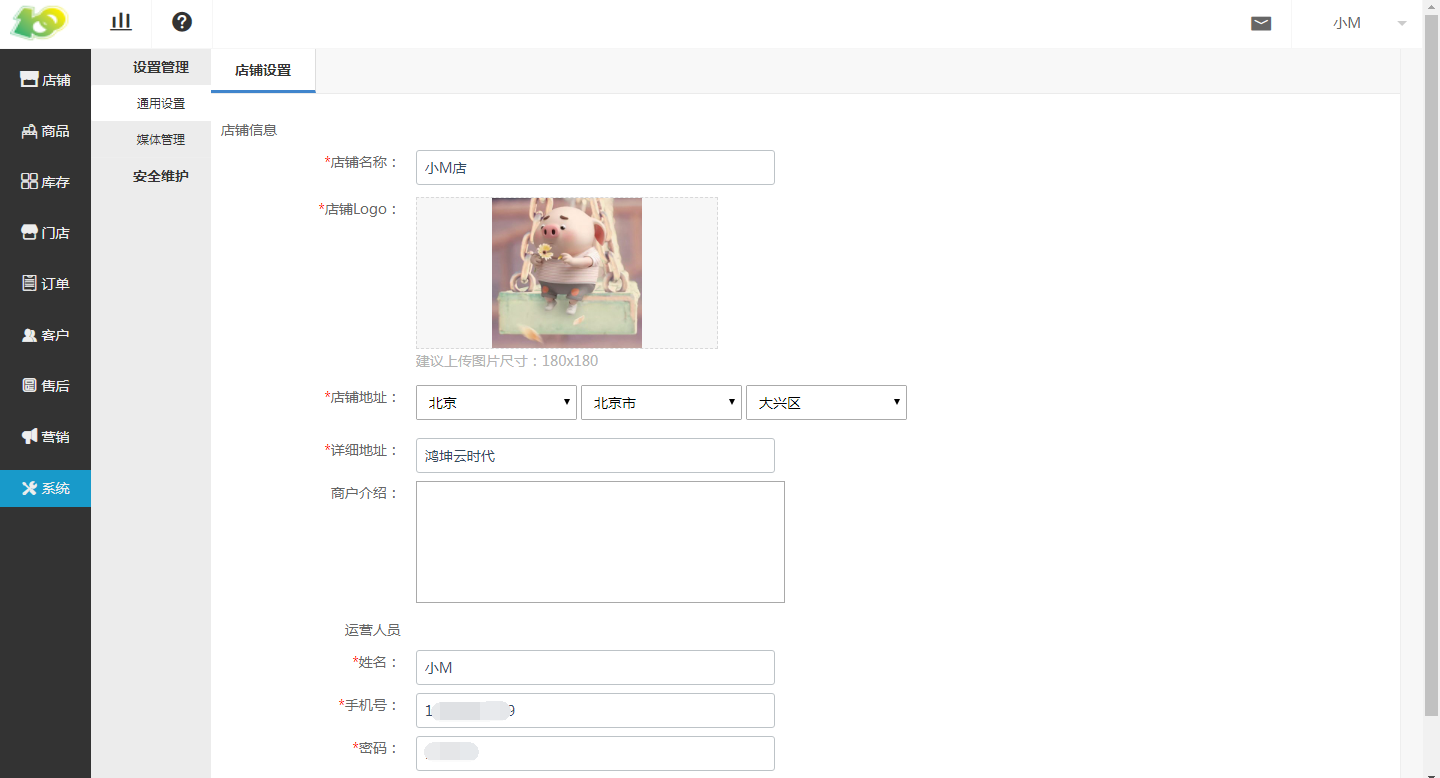 小M
店铺
商品
库存
门店
订单
客户
售后
营销
系统
设置管理
通用设置
媒体管理
安全维护
店铺设置
店铺信息
*店铺名称：
小M店
*店铺Logo：
建议上传图片尺寸：180x180
*店铺地址：
北京
北京市
大兴区
*详细地址：
鸿坤云时代
商户介绍：
运营人员
*姓名：
小M
*手机号：
1 9
*密码：